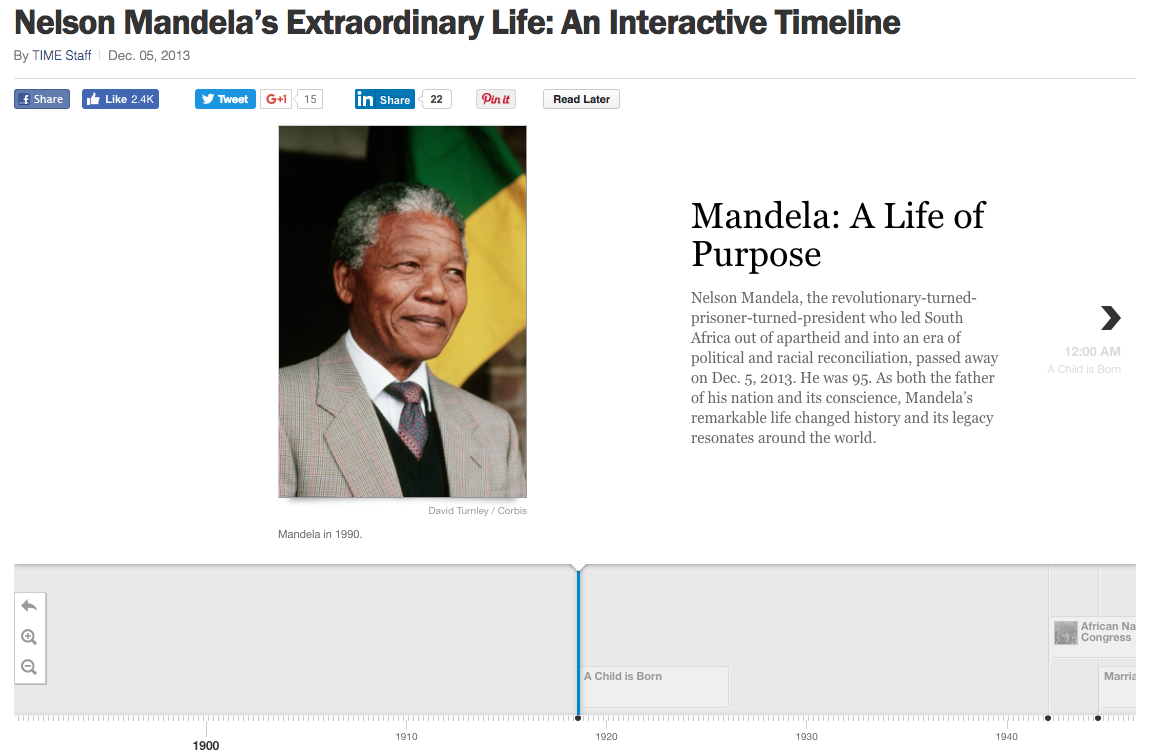 Nelson Mandela’s Extraordinary Life: An Interactive Timeline
By TIME Staff | Dec. 05, 2013
Share Like 2.4K Tweet G+1 15 in Share 22 Pin it Read Later
Mandela: A Life of
Purpose
Nelson Mandela, the revolutionary-turned-
prisoner-turned-president who led South
Africa out of apartheid and into an era of
political and racial reconciliation, passed away
on Dec. 5, 2013. He was 95. As both the father
of his nation and its conscience, Mandela’s
remarkable life changed history and its legacy
resonates around the world.
12:00 AM
A Child is Born
David Turnley / Corbis
Mandela in 1990.
African Na
Congress
A Child is Born
Marria
1900 1910 1920 1930 1940